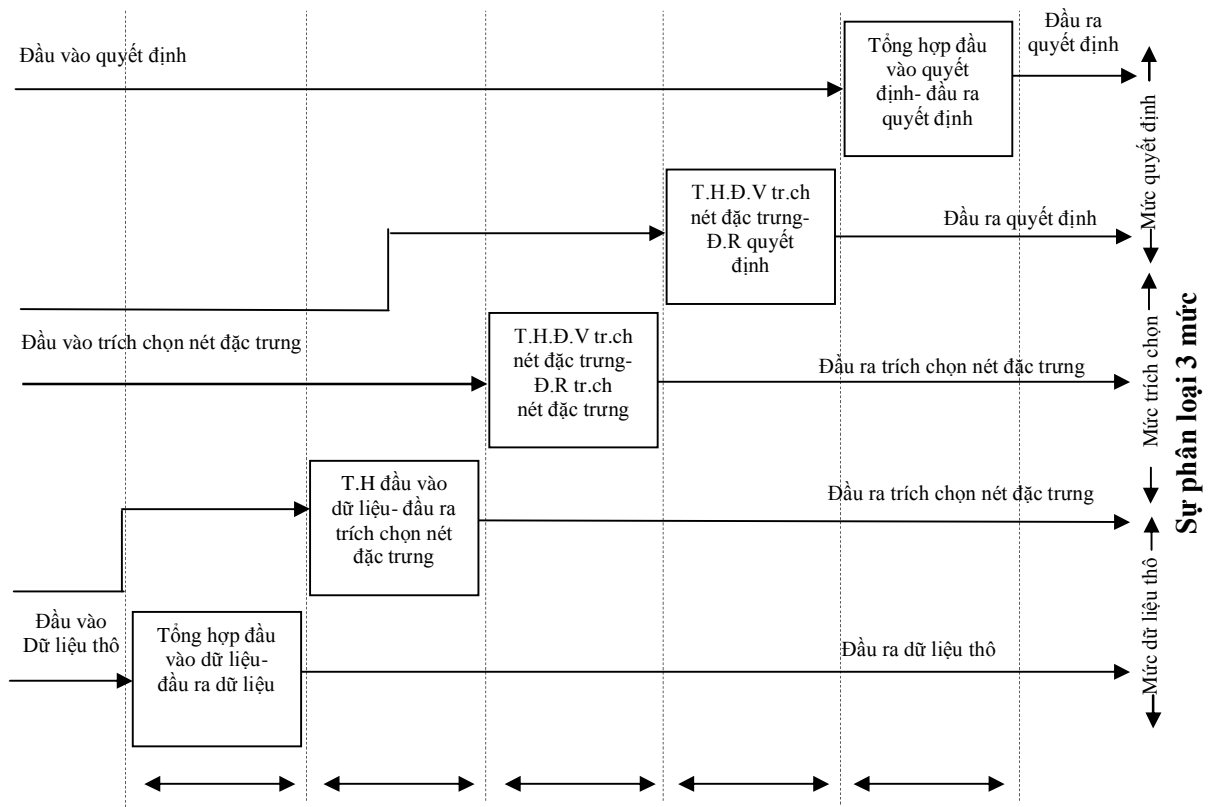 Đầu vào quyết định
Tổng hợp đầu
vào quyết
định- đầu ra
quyết định
Đầu ra
quyết định
T.H.Đ.V tr.ch
nét đặc trưng-
Đ.R quyết
định
Đầu ra quyết định
Mức quyết định
Đầu vào trích chọn nét đặc trưng
T.H.Đ.V tr.ch
nét đặc trưng-
Đ.R tr.ch
nét đặc trưng
Đầu ra trích chọn nét đặc trưng
Mức trích chọn
T.H đầu vào
dữ liệu- đầu ra
trích chọn nét
đặc trưng
Đầu ra trích chọn nét đặc trưng
Sự phân loại 3 mức
Đầu vào
Dữ liệu thô
Tổng hợp đầu
vào dữ liệu-
đầu ra dữ liệu
Đầu ra dữ liệu thô
Mức dữ liệu thô